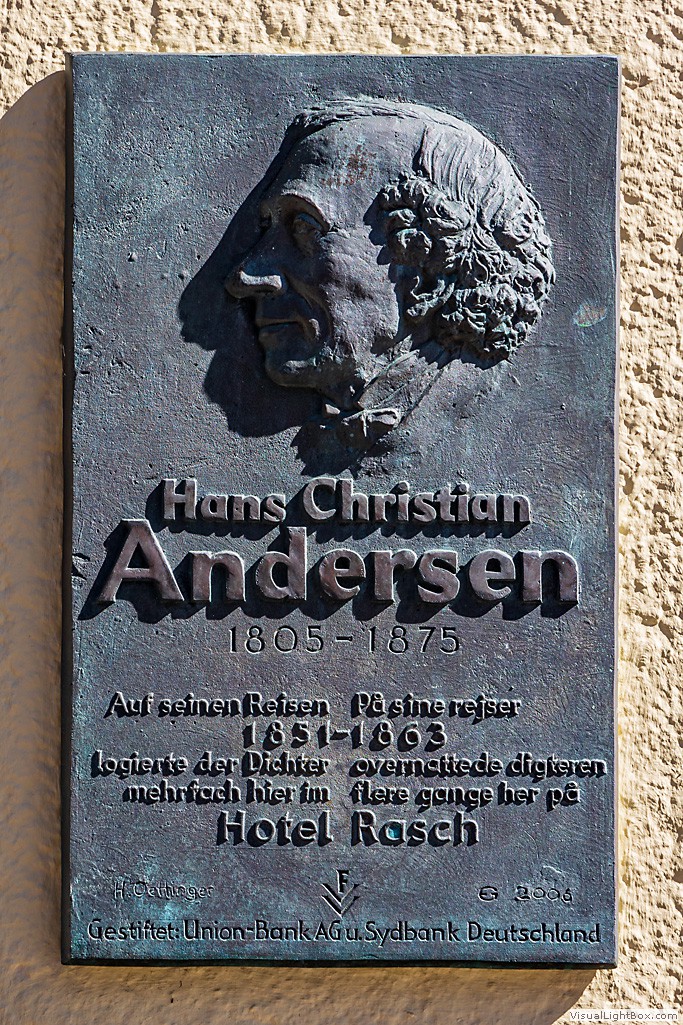 Hans Christian
Andersen
1805-1875
Auf seinen Reisen På sine rejser
1851-1863
logierte der Dichter overnattede digteren
mehrfach hier im flere gange her på
Hotel Rasch
H. Oettinger
F
G 2006
Gestiftet: Union-Bank AG u. Sydbank Deutschland
VisualLightBox.com